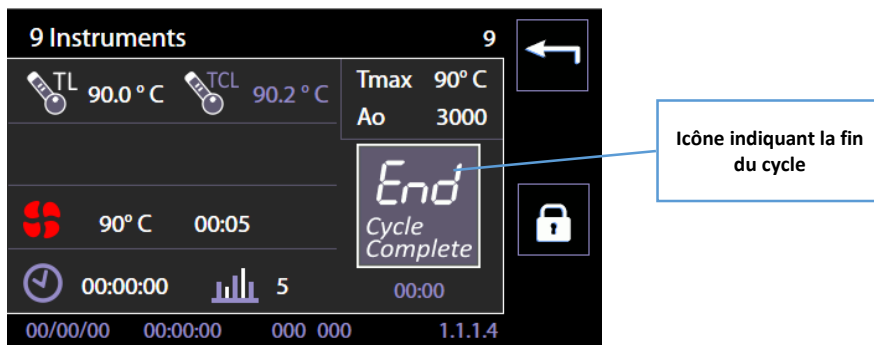 9 Instruments 9
TL 90.0 ° C TCL 90.2 ° C
Tmax 90° C
Ao 3000
End
Cycle
Complete
90° C 00:05
00:00:00 5
00:00
00/00/00 00:00:00 000 000 1.1.1.4
Icône indiquant la fin
du cycle